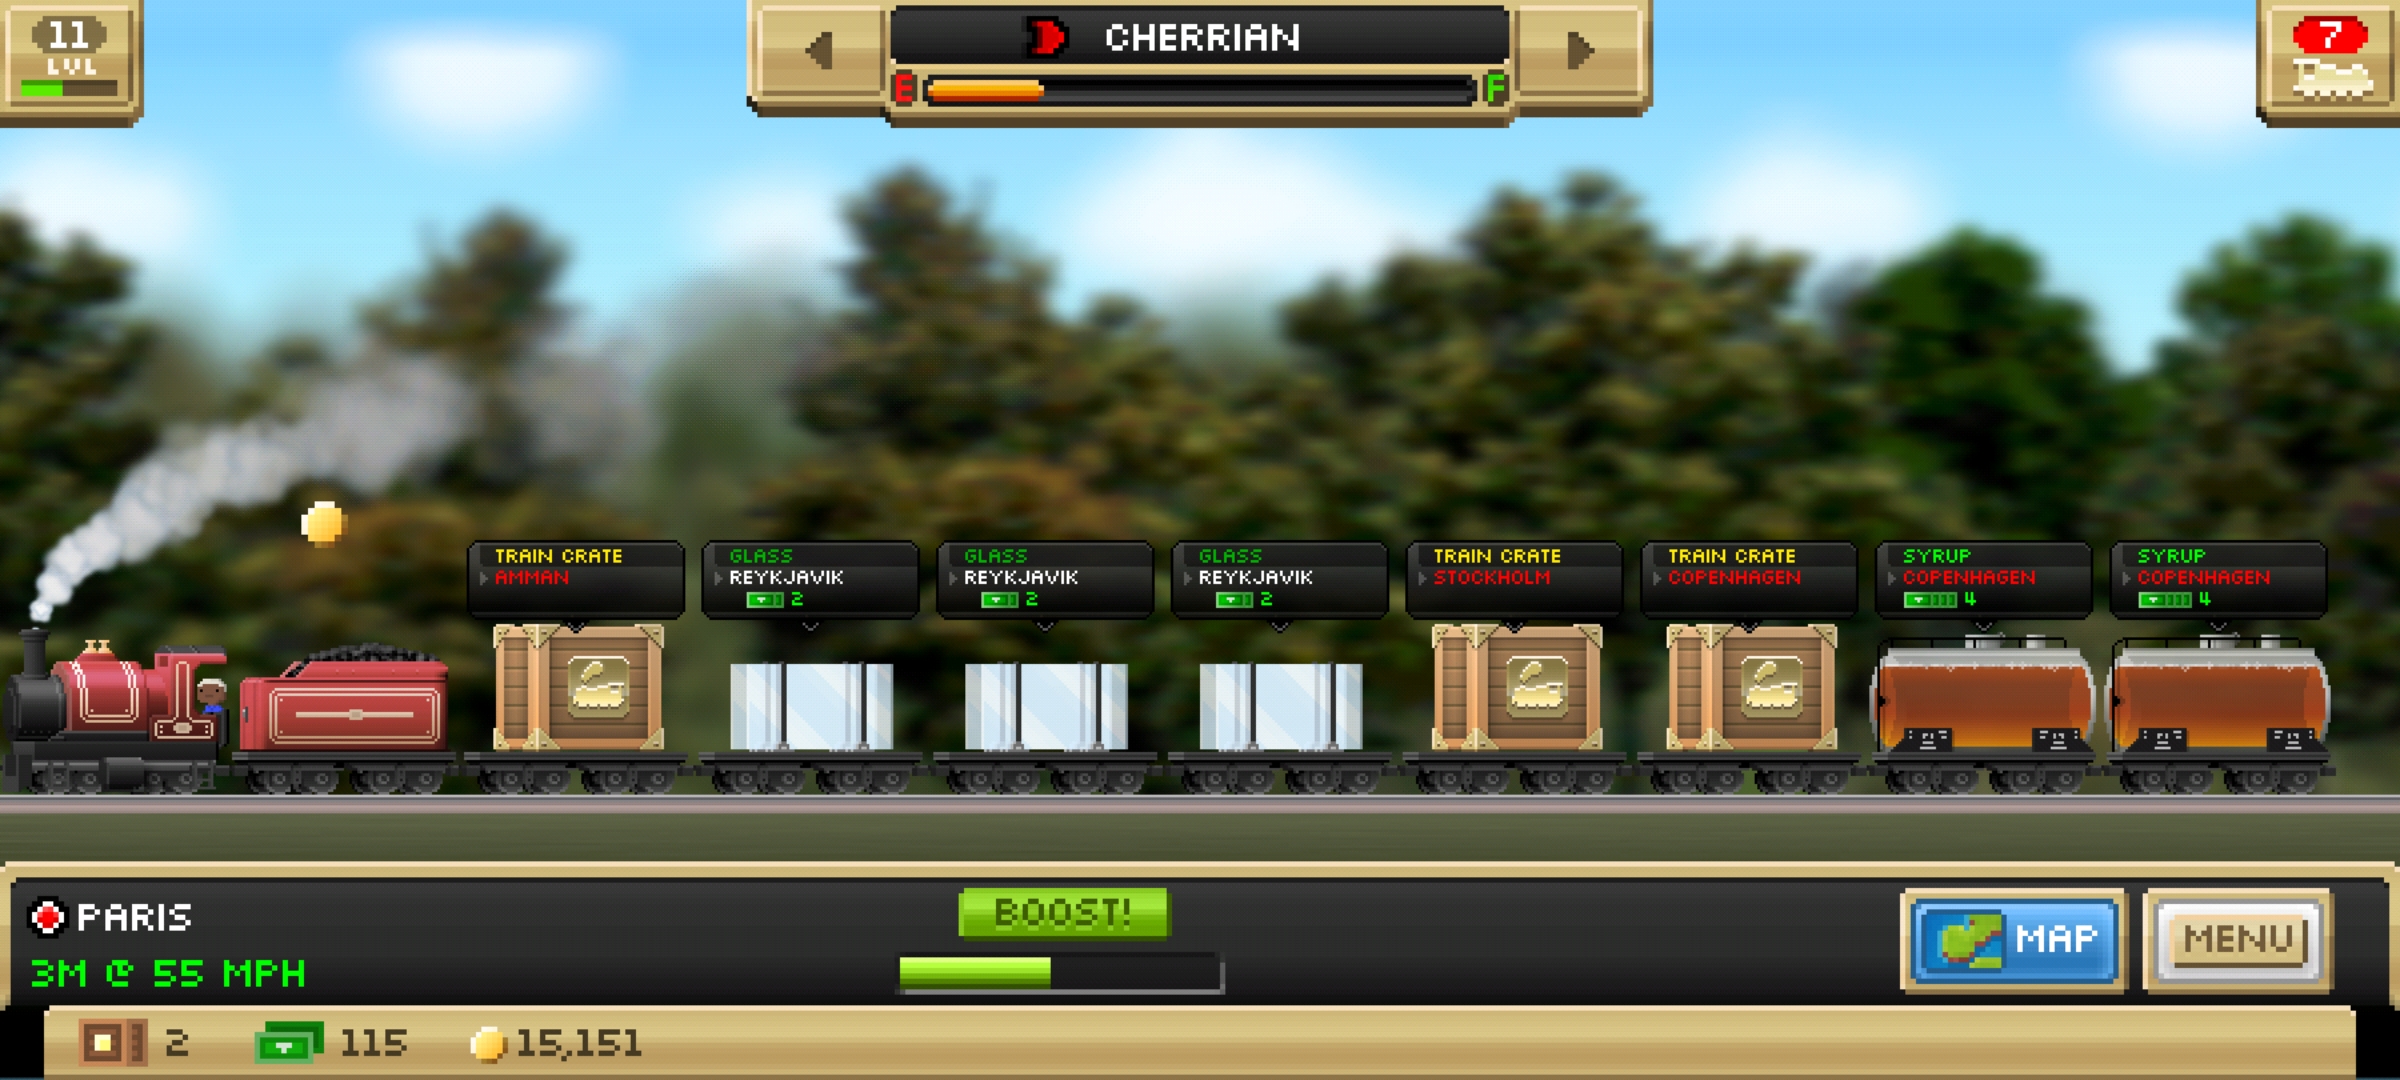 11
LVL
CHERRIAN
E F
7
TRAIN CRATE
AMMAN
GLASS
REYKJAVIK
2
GLASS
REYKJAVIK
2
GLASS
REYKJAVIK
2
TRAIN CRATE
STOCKHOLM
TRAIN CRATE
COPENHAGEN
SYRUP
COPENHAGEN
4
SYRUP
COPENHAGEN
4
PARIS
3M @ 55 MPH
BOOST!
MAP
MENU
2 115 15,151